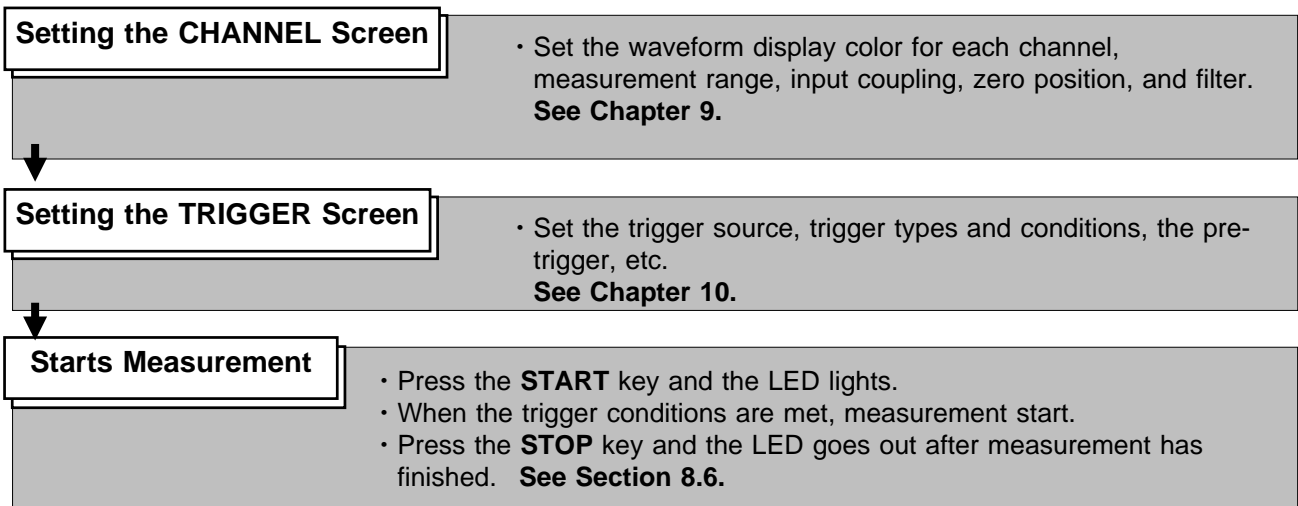 Setting the CHANNEL Screen
・Set the waveform display color for each channel,
measurement range, input coupling, zero position, and filter.
See Chapter 9.
Setting the TRIGGER Screen
・Set the trigger source, trigger types and conditions, the pre-
trigger, etc.
See Chapter 10.
Starts Measurement
・Press the START key and the LED lights.
・When the trigger conditions are met, measurement start.
・Press the STOP key and the LED goes out after measurement has
finished. See Section 8.6.